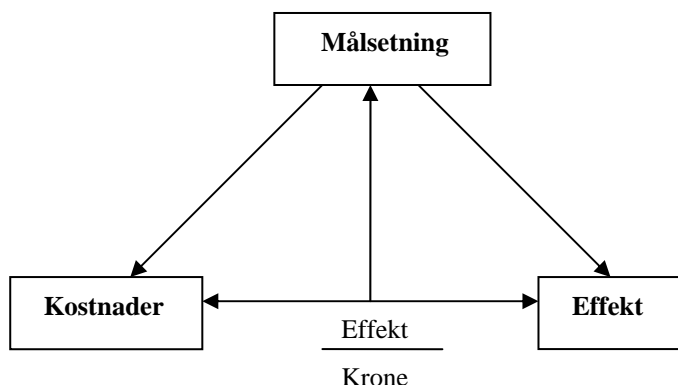 Målsetning
Kostnader
Effekt
Effekt
Krone